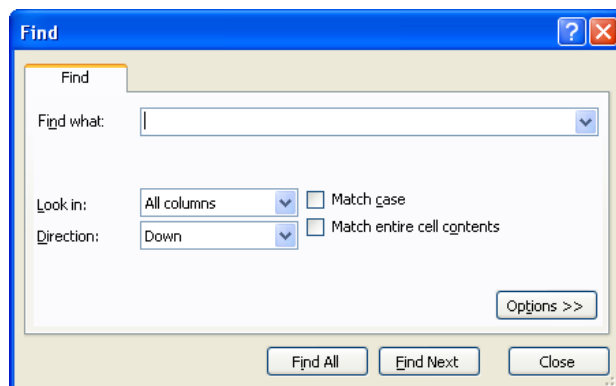 Find
Find
Find what:
Look in: All columns Match case
Direction: Down Match entire cell contents
Options >>
Find All Find Next Close